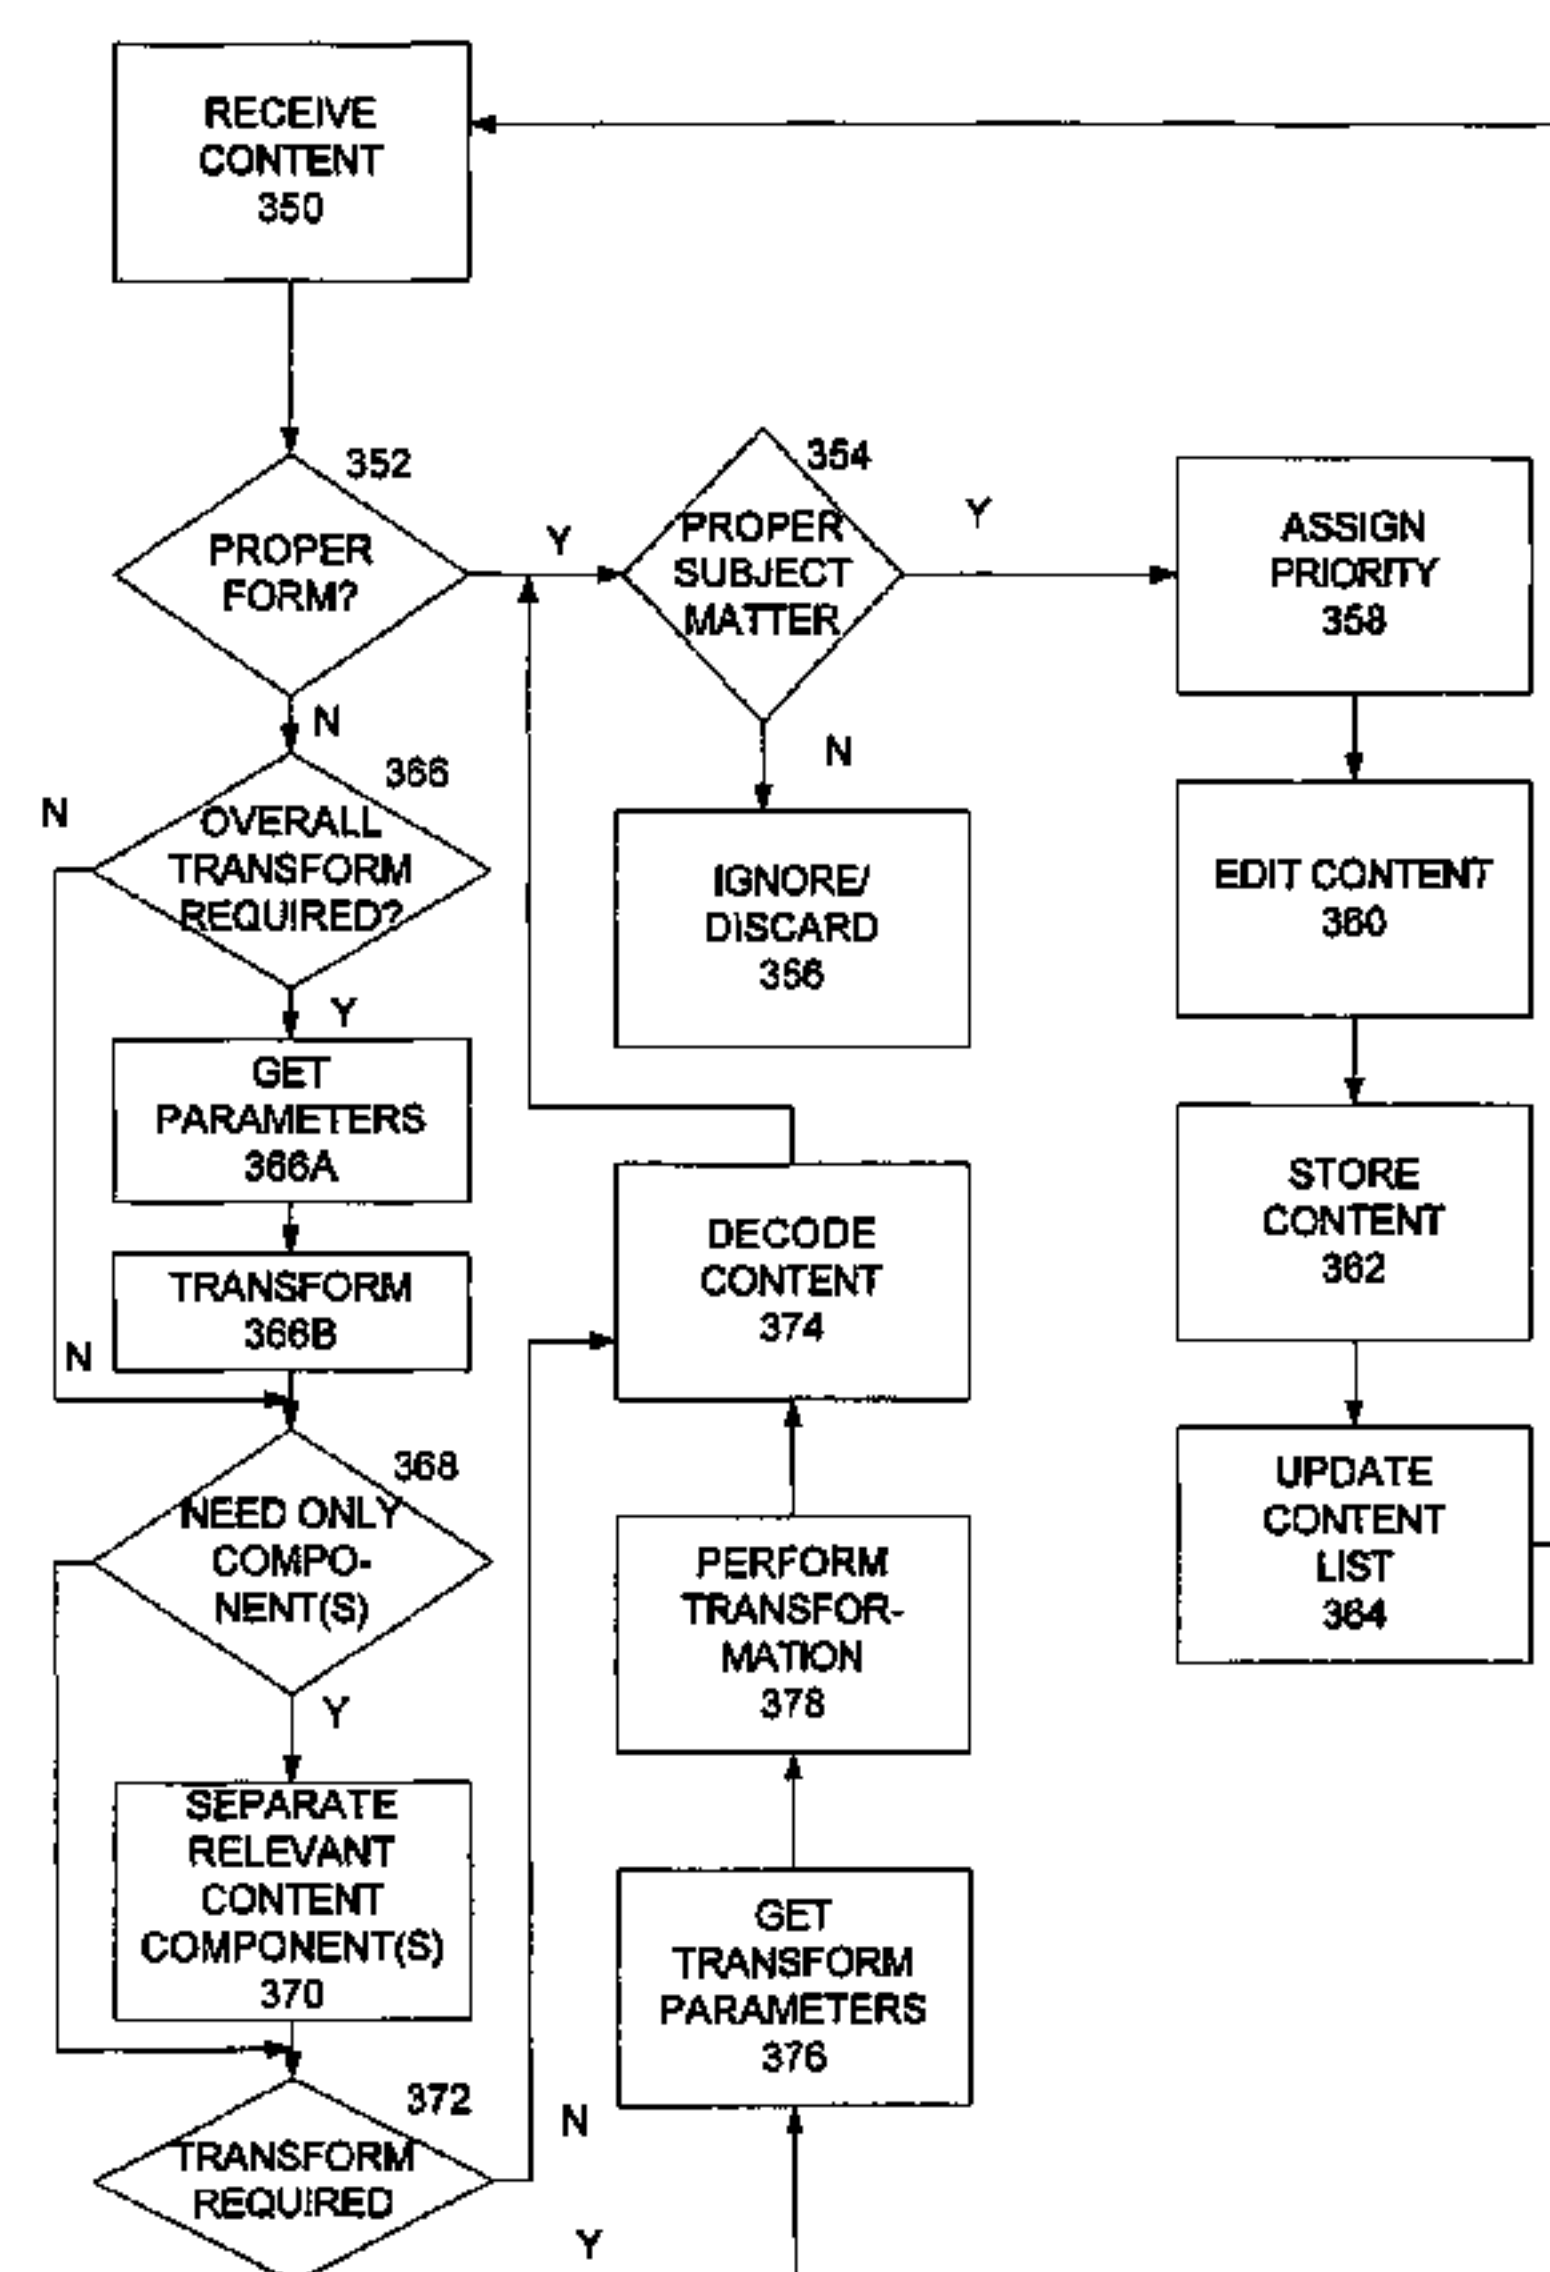 RECEIVE
CONTENT
350
352
PROPER
FORM?
Y
N
354
PROPER
SUBJECT
MATTER
Y
N
ASSIGN
PRIORITY
358
366
N
OVERALL
TRANSFORM
REQUIRED?
Y
IGNORE/
DISCARD
356
EDIT CONTENT
360
GET
PARAMETERS
366A
TRANSFORM
366B
N
DECODE
CONTENT
374
STORE
CONTENT
362
368
NEED ONLY
COMPO-
NENT(S)
Y
PERFORM
TRANSFOR-
MATION
378
UPDATE
CONTENT
LIST
364
SEPARATE
RELEVANT
CONTENT
COMPONENT(S)
370
GET
TRANSFORM
PARAMETERS
376
372
TRANSFORM
REQUIRED
N
Y